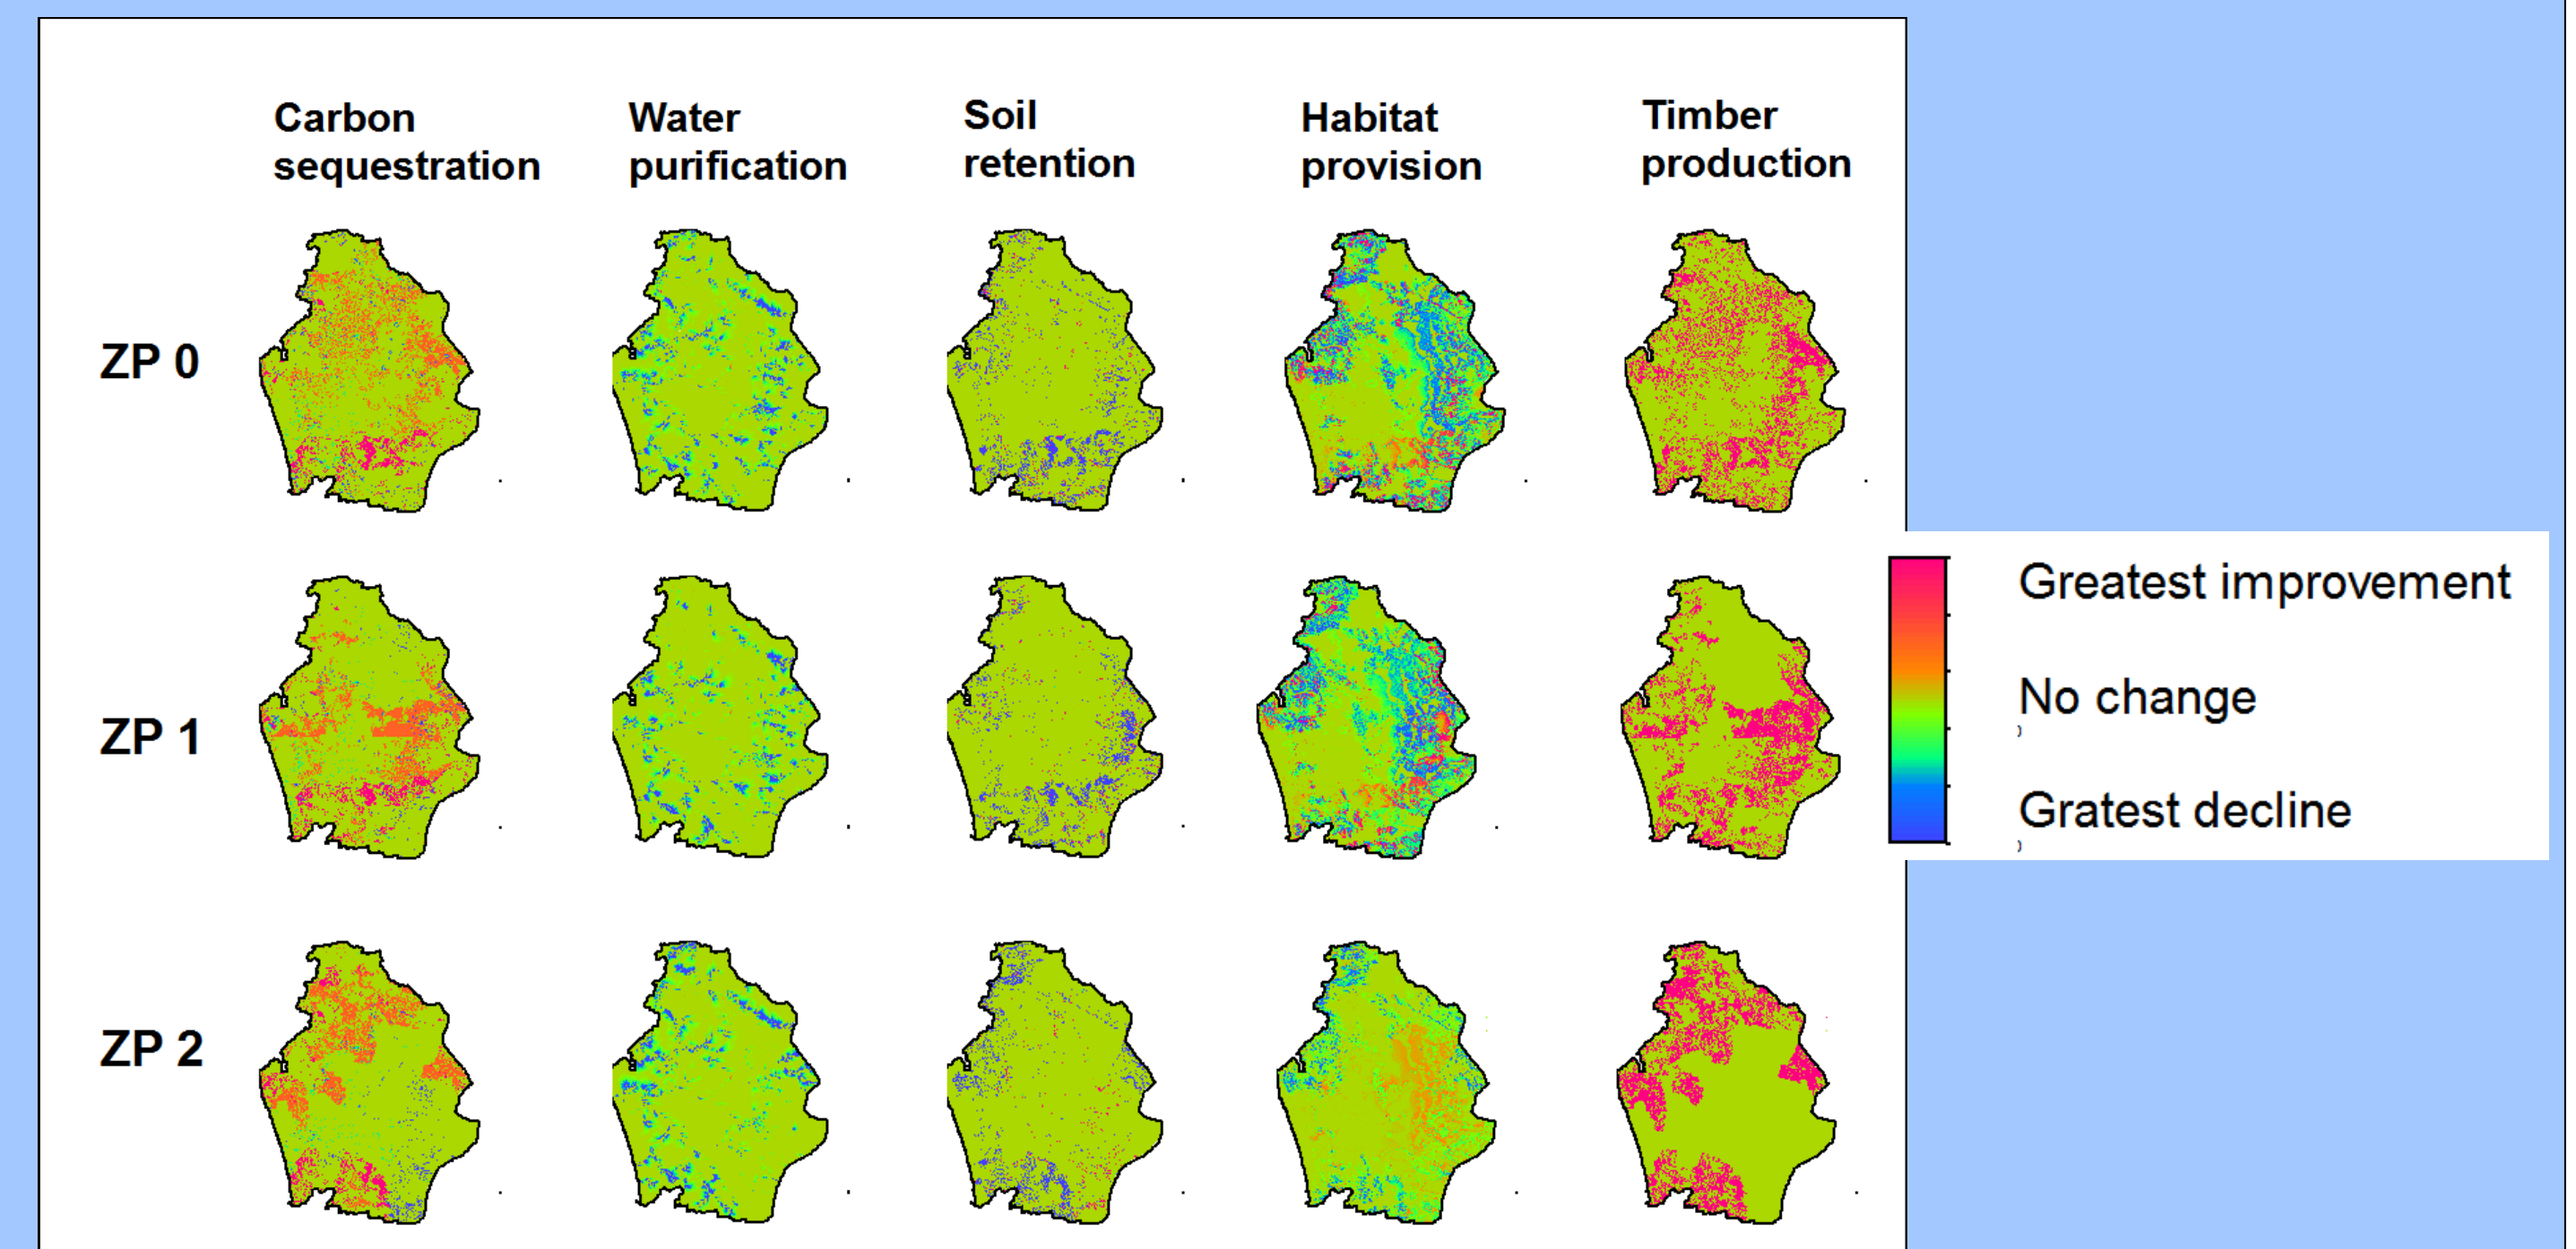 Carbon
sequestration
Water
purification
Soil
retention
Habitat
provision
Timber
production
ZP 0
ZP 1
ZP 2
Greatest improvement
No change
Gratest decline